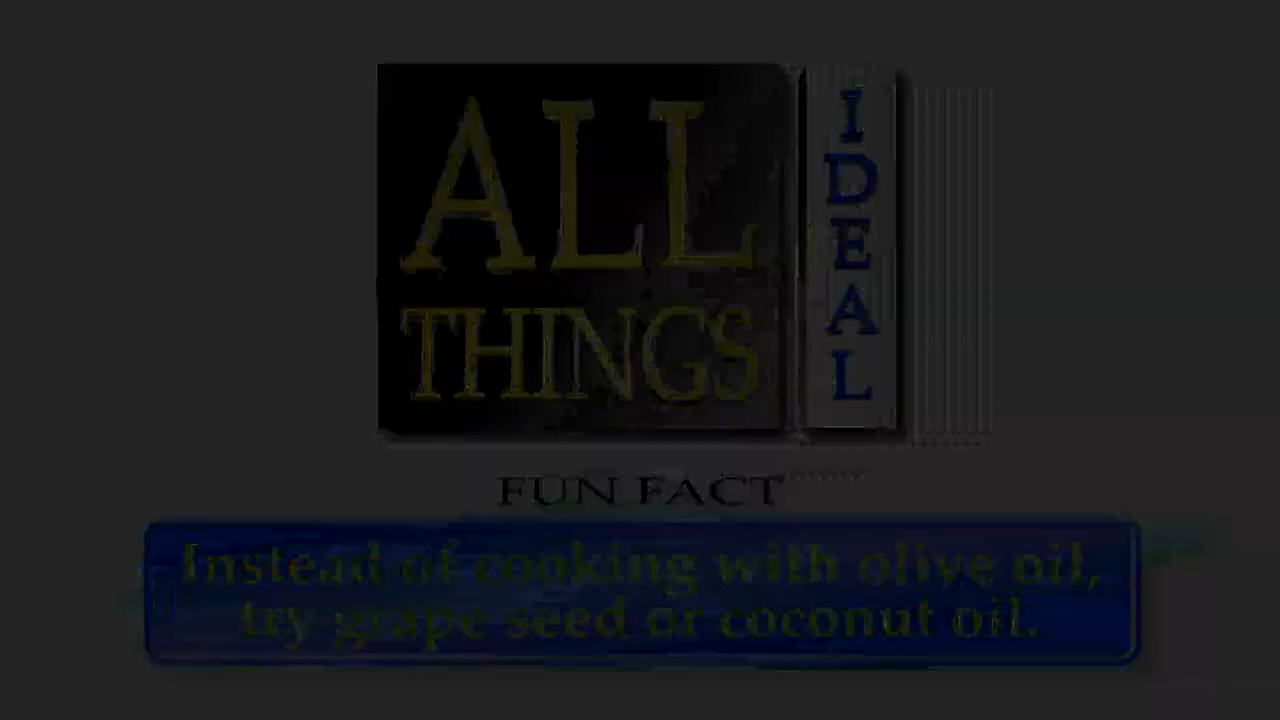 ALL
THINGS
IDEAL
FUN FACT
Instead of cooking with olive oil,
try grape seed or coconut oil.